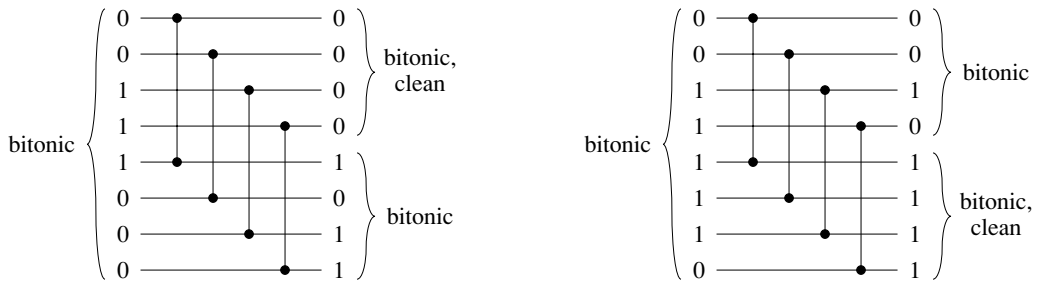 0 0 0 0
0 0 0 0
bitonic,
clean
bitonic
1 0 1 1
1 0 1 0
bitonic
bitonic
1 1 1 1
0 0 1 1
bitonic
bitonic,
clean
0 1 1 1
0 1 0 1